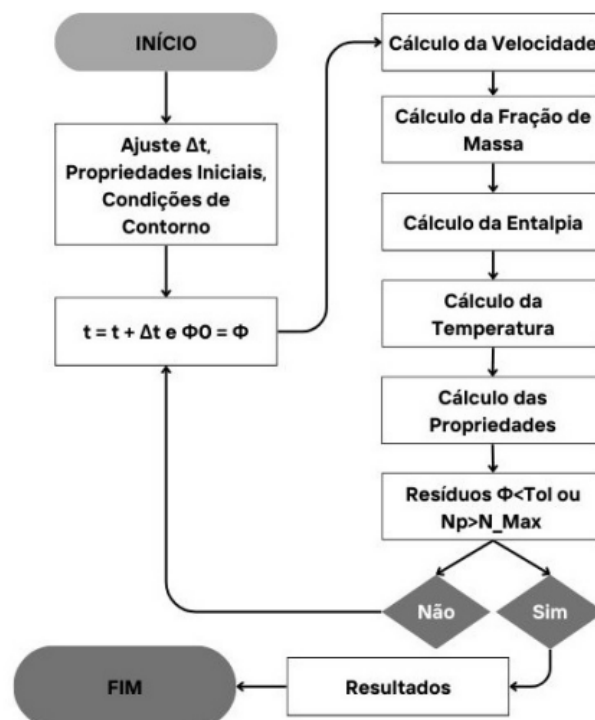 INÍCIO
Ajuste Δt,
Propriedades Iniciais,
Condições de
Contorno
t = t + Δt e Φ0 = Φ
Cálculo da Velocidade
Cálculo da Fração de
Massa
Cálculo da Entalpia
Cálculo da
Temperatura
Cálculo das
Propriedades
Resíduos Φ<Tol ou
Np>N_Max
Não
Sim
Resultados
FIM